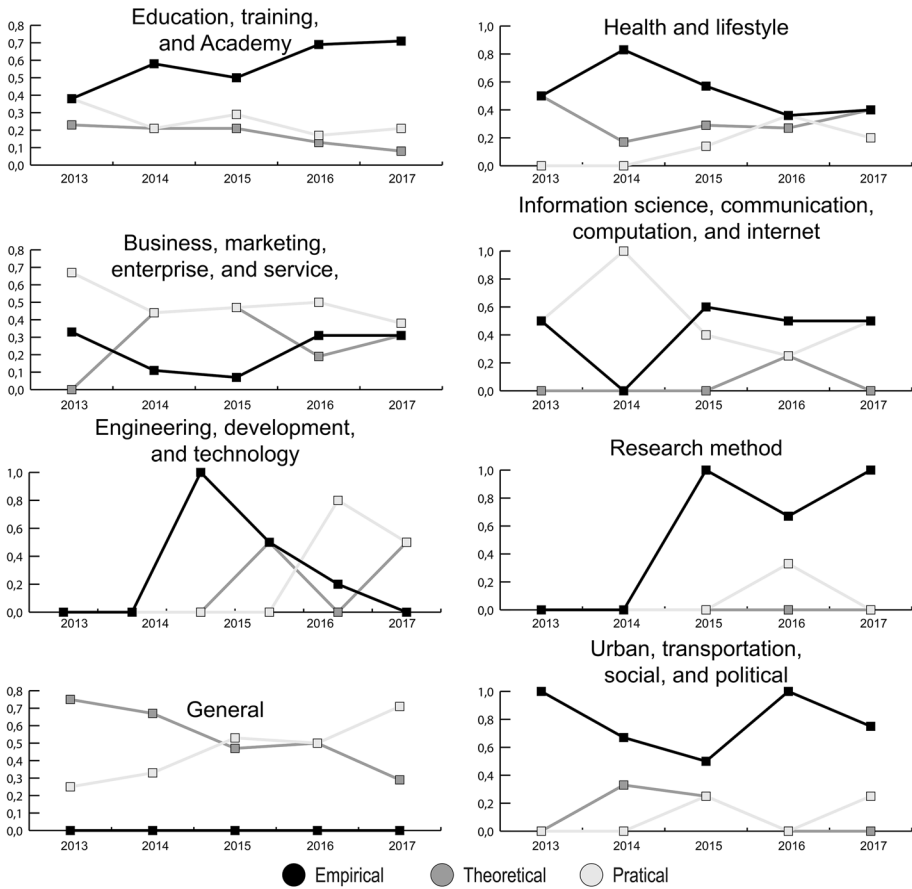 Education, training,
and Academy
0,8
0,7
0,6
0,5
0,4
0,3
0,2
0,1
0,0
2013 2014 2015 2016 2017
Health and lifestyle
1,0
0,8
0,6
0,4
0,2
0,0
2013 2014 2015 2016 2017
Business, marketing,
enterprise, and service,
0,8
0,7
0,6
0,5
0,4
0,3
0,2
0,1
0,0
2013 2014 2015 2016 2017
Information science, communication,
computation, and internet
1,0
0,8
0,6
0,4
0,2
0,0
2013 2014 2015 2016 2017
Engineering, development,
and technology
1,0
0,8
0,6
0,4
0,2
0,0
2013 2014 2015 2016 2017
Research method
1,0
0,8
0,6
0,4
0,2
0,0
2013 2014 2015 2016 2017
General
0,8
0,7
0,6
0,5
0,4
0,3
0,2
0,1
0,0
2013 2014 2015 2016 2017
Urban, transportation,
social, and political
1,0
0,8
0,6
0,4
0,2
0,0
2013 2014 2015 2016 2017
Empirical Theoretical Pratical